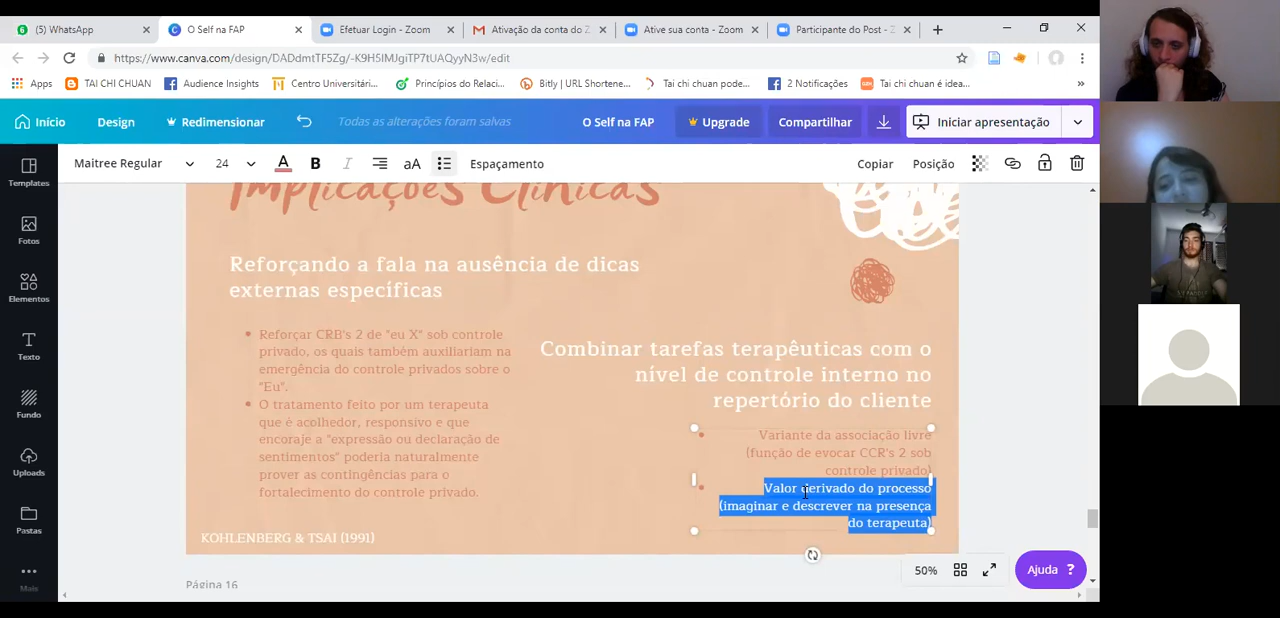 (5) WhatsApp
O Self na FAP
Efetuar Login - Zoom
Ativação da conta do Z
Ative sua conta - Zoom
Participante do Post - Z
https://www.canva.com/design/DADdmtTF5Zg/-K9H5IMJgiTP7tUAQyyN3w/edit
Apps
TAI CHI CHUAN
Audience Insights
Centro Universitári...
Princípios do Relaci...
Bitly | URL Shortene...
Tai chi chuan pode...
2 Notificações
Tai chi chuan é idea...
»
Início
Design
Redimensionar
Todas as alterações foram salvas
O Self na FAP
Upgrade
Compartilhar
Iniciar apresentação
Maitree Regular
24
A
B
I
aA
Espaçamento
Copiar
Posição
Templates
Fotos
Elementos
Texto
Fundo
Uploads
Pastas
Mais
Implicações Clínicas
Reforçando a fala na ausência de dicas
externas específicas
• Reforçar CRB's 2 de "eu X" sob controle
privado, os quais também auxiliariam na
emergência do controle privados sobre o
"Eu".
• O tratamento feito por um terapeuta
que é acolhedor, responsivo e que
encoraje a "expressão ou declaração de
sentimentos" poderia naturalmente
prover as contingências para o
fortalecimento do controle privado.
KOHLENBERG & TSAI (1991)
Combinar tarefas terapêuticas com o
nível de controle interno no
repertório do cliente
• Variante da associação livre
(função de evocar CCR's 2 sob
controle privado)
• Valor derivado do processo
(imaginar e descrever na presença
do terapeuta)
Página 16
50%
Ajuda ?